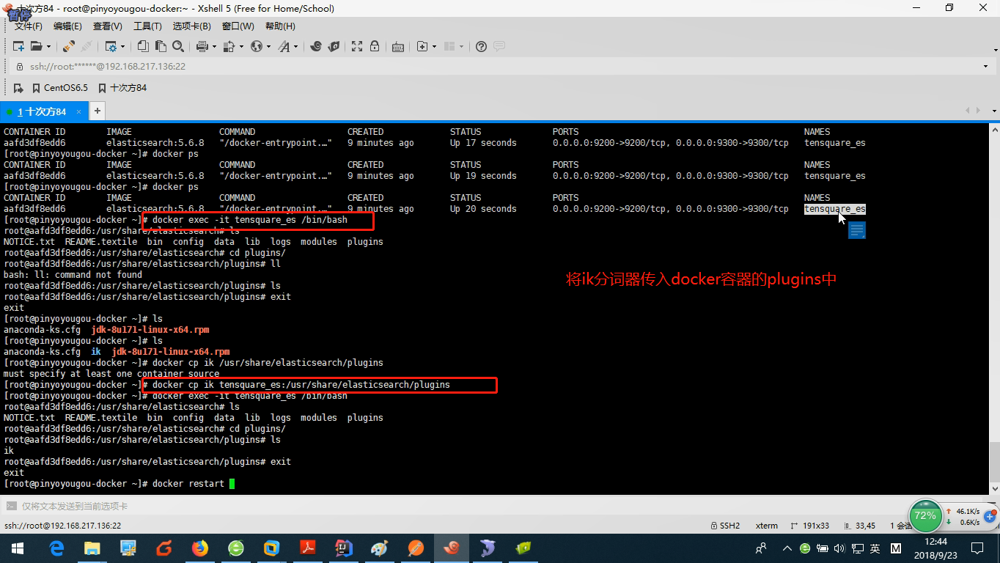 十次方84 - root@pinyoyougou-docker:~ - Xshell 5 (Free for Home/School)
暂停
文件(F) 编辑(E) 查看(V) 工具(T) 选项卡(B) 窗口(W) 帮助(H)
ssh://root:******@192.168.217.136:22
CentOS6.5 十次方84
1 十次方84 × +
CONTAINER ID IMAGE COMMAND CREATED STATUS PORTS NAMES
aafd3df8edd6 elasticsearch:5.6.8 "/docker-entrypoint.…" 9 minutes ago Up 17 seconds 0.0.0.0:9200->9200/tcp, 0.0.0.0:9300->9300/tcp tensquare_es
[root@pinyoyougou-docker ~]# docker ps
CONTAINER ID IMAGE COMMAND CREATED STATUS PORTS NAMES
aafd3df8edd6 elasticsearch:5.6.8 "/docker-entrypoint.…" 9 minutes ago Up 19 seconds 0.0.0.0:9200->9200/tcp, 0.0.0.0:9300->9300/tcp tensquare_es
[root@pinyoyougou-docker ~]# docker ps
CONTAINER ID IMAGE COMMAND CREATED STATUS PORTS NAMES
aafd3df8edd6 elasticsearch:5.6.8 "/docker-entrypoint.…" 9 minutes ago Up 20 seconds 0.0.0.0:9200->9200/tcp, 0.0.0.0:9300->9300/tcp tensquare_es
[root@pinyoyougou-docker ~]# docker exec -it tensquare_es /bin/bash
root@aafd3df8edd6:/usr/share/elasticsearch# ls
NOTICE.txt README.textile bin config data lib logs modules plugins
root@aafd3df8edd6:/usr/share/elasticsearch# cd plugins/
root@aafd3df8edd6:/usr/share/elasticsearch/plugins# ll
bash: ll: command not found
将ik分词器传入docker容器的plugins中
root@aafd3df8edd6:/usr/share/elasticsearch/plugins# ls
root@aafd3df8edd6:/usr/share/elasticsearch/plugins# exit
exit
[root@pinyoyougou-docker ~]# ls
anaconda-ks.cfg jdk-8u171-linux-x64.rpm
[root@pinyoyougou-docker ~]# ls
anaconda-ks.cfg ik jdk-8u171-linux-x64.rpm
[root@pinyoyougou-docker ~]# docker cp ik /usr/share/elasticsearch/plugins
must specify at least one container source
[root@pinyoyougou-docker ~]# docker cp ik tensquare_es:/usr/share/elasticsearch/plugins
[root@pinyoyougou-docker ~]# docker exec -it tensquare_es /bin/bash
root@aafd3df8edd6:/usr/share/elasticsearch# ls
NOTICE.txt README.textile bin config data lib logs modules plugins
root@aafd3df8edd6:/usr/share/elasticsearch# cd plugins/
root@aafd3df8edd6:/usr/share/elasticsearch/plugins# ls
ik
root@aafd3df8edd6:/usr/share/elasticsearch/plugins# exit
exit
[root@pinyoyougou-docker ~]# docker restart
仅将文本发送到当前选项卡
72% 46.1K/s
0.6K/s
ssh://root@192.168.217.136:22 SSH2 xterm 191x33 33,45 1 会
英 M 12:44
2018/9/23